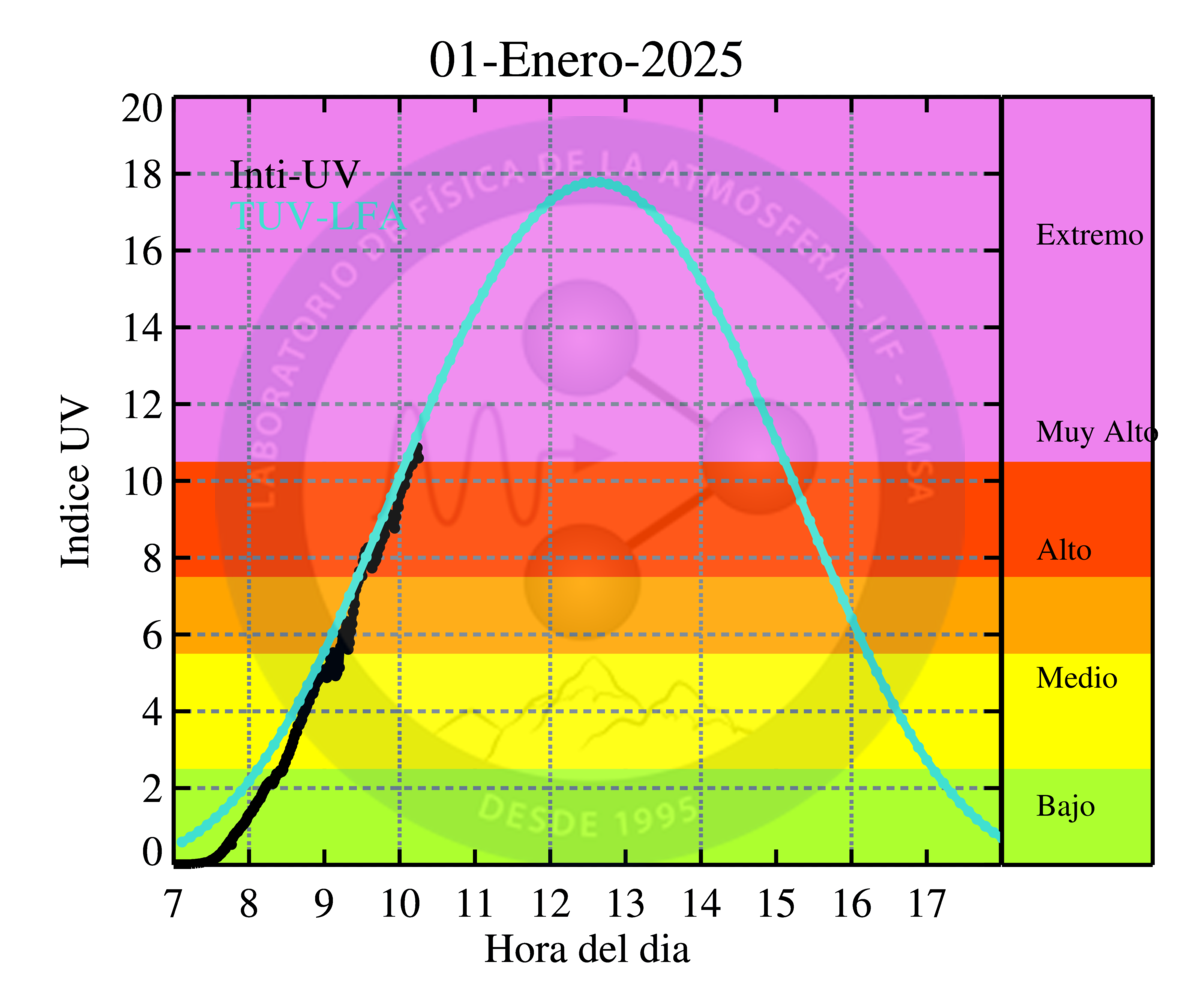 01-Enero-2025
Inti-UV
TUV-LFA
LABORATORIO DE FÍSICA DE LA ATMÓSFERA - IIF - UMSA
DESDE 1995
Indice UV
20
18
16
14
12
10
8
6
4
2
0
Extremo
Muy Alto
Alto
Medio
Bajo
7 8 9 10 11 12 13 14 15 16 17
Hora del dia